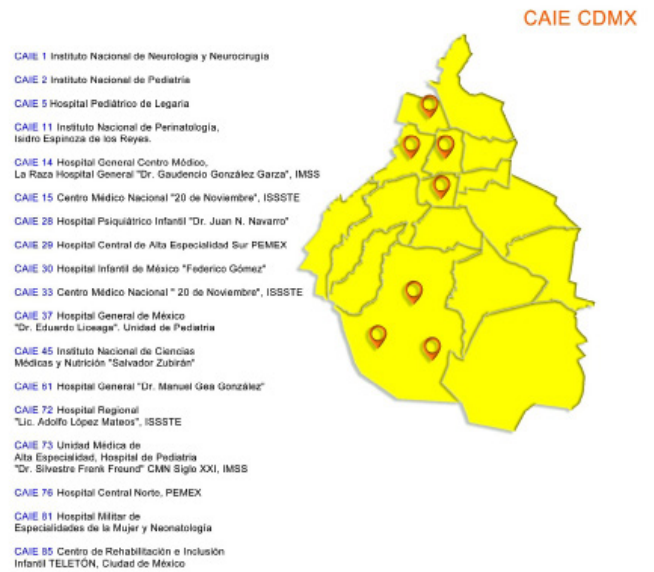 CAIE CDMX
CAIE 1 Instituto Nacional de Neurología y Neurocirugía
CAIE 2 Instituto Nacional de Pediatría
CAIE 5 Hospital Pediátrico de Legaria
CAIE 11 Instituto Nacional de Perinatología,
Isidro Espinoza de los Reyes.
CAIE 14 Hospital General Centro Médico,
La Raza Hospital General "Dr. Gaudencio González Garza", IMSS
CAIE 15 Centro Médico Nacional "20 de Noviembre", ISSSTE
CAIE 28 Hospital Psiquiátrico Infantil "Dr. Juan N. Navarro"
CAIE 29 Hospital Central de Alta Especialidad Sur PEMEX
CAIE 30 Hospital Infantil de México "Federico Gómez"
CAIE 33 Centro Médico Nacional " 20 de Noviembre", ISSSTE
CAIE 37 Hospital General de México
"Dr. Eduardo Liceaga". Unidad de Pediatria
CAIE 45 Instituto Nacional de Ciencias
Médicas y Nutrición "Salvador Zubirán"
CAIE 61 Hospital General "Dr. Manuel Gea González"
CAIE 72 Hospital Regional
"Lic. Adolfo López Mateos", ISSSTE
CAIE 73 Unidad Médica de
Alta Especialidad, Hospital de Pediatria
"Dr. Silvestre Frenk Freund" CMN Siglo XXI, IMSS
CAIE 76 Hospital Central Norte, PEMEX
CAIE 81 Hospital Militar de
Especialidades de la Mujer y Neonatología
CAIE 85 Centro de Rehabilitación e Inclusión
Infantil TELETÓN, Ciudad de México